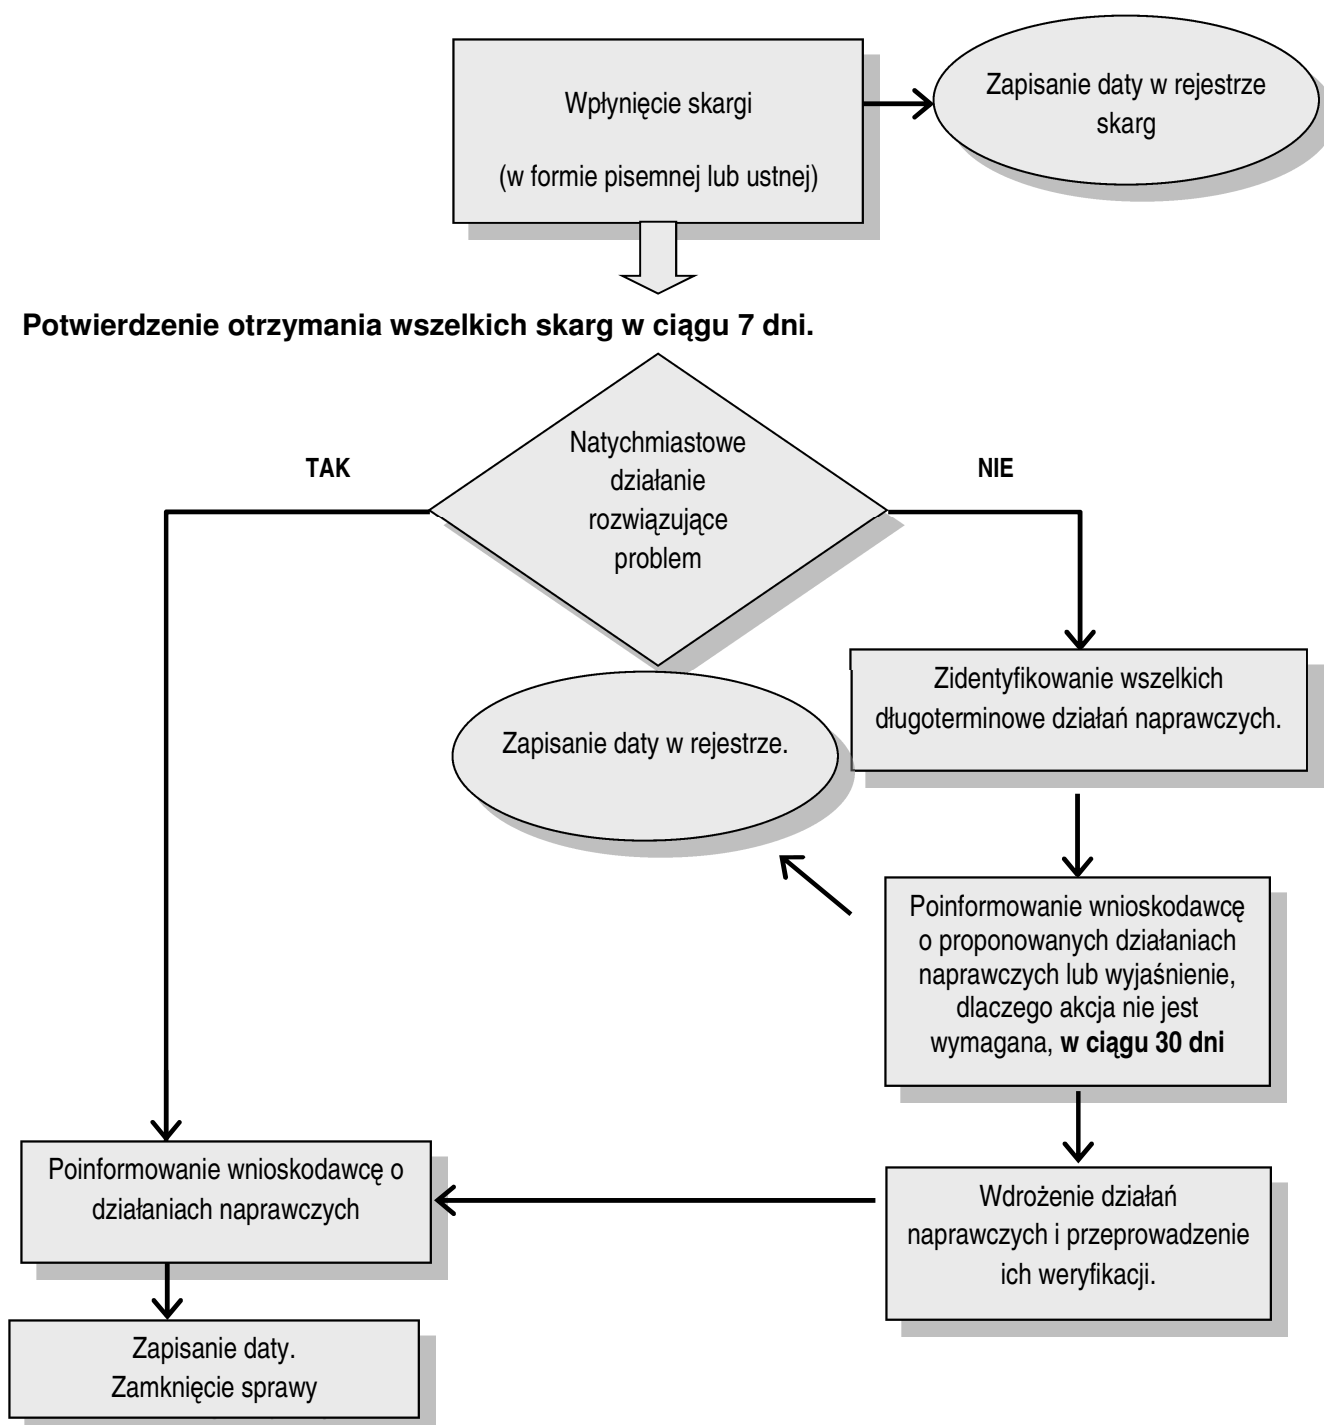 Wpłynięcie skargi
(w formie pisemnej lub ustnej)
Zapisanie daty w rejestrze
skarg
Potwierdzenie otrzymania wszelkich skarg w ciągu 7 dni.
Natychmiastowe
działanie
rozwiązujące
problem
TAK
NIE
Zidentyfikowanie wszelkich
długoterminowe działań naprawczych.
Zapisanie daty w rejestrze.
Poinformowanie wnioskodawcę
o proponowanych działaniach
naprawczych lub wyjaśnienie,
dlaczego akcja nie jest
wymagana, w ciągu 30 dni
Poinformowanie wnioskodawcę o
działaniach naprawczych
Wdrożenie działań
naprawczych i przeprowadzenie
ich weryfikacji.
Zapisanie daty.
Zamknięcie sprawy